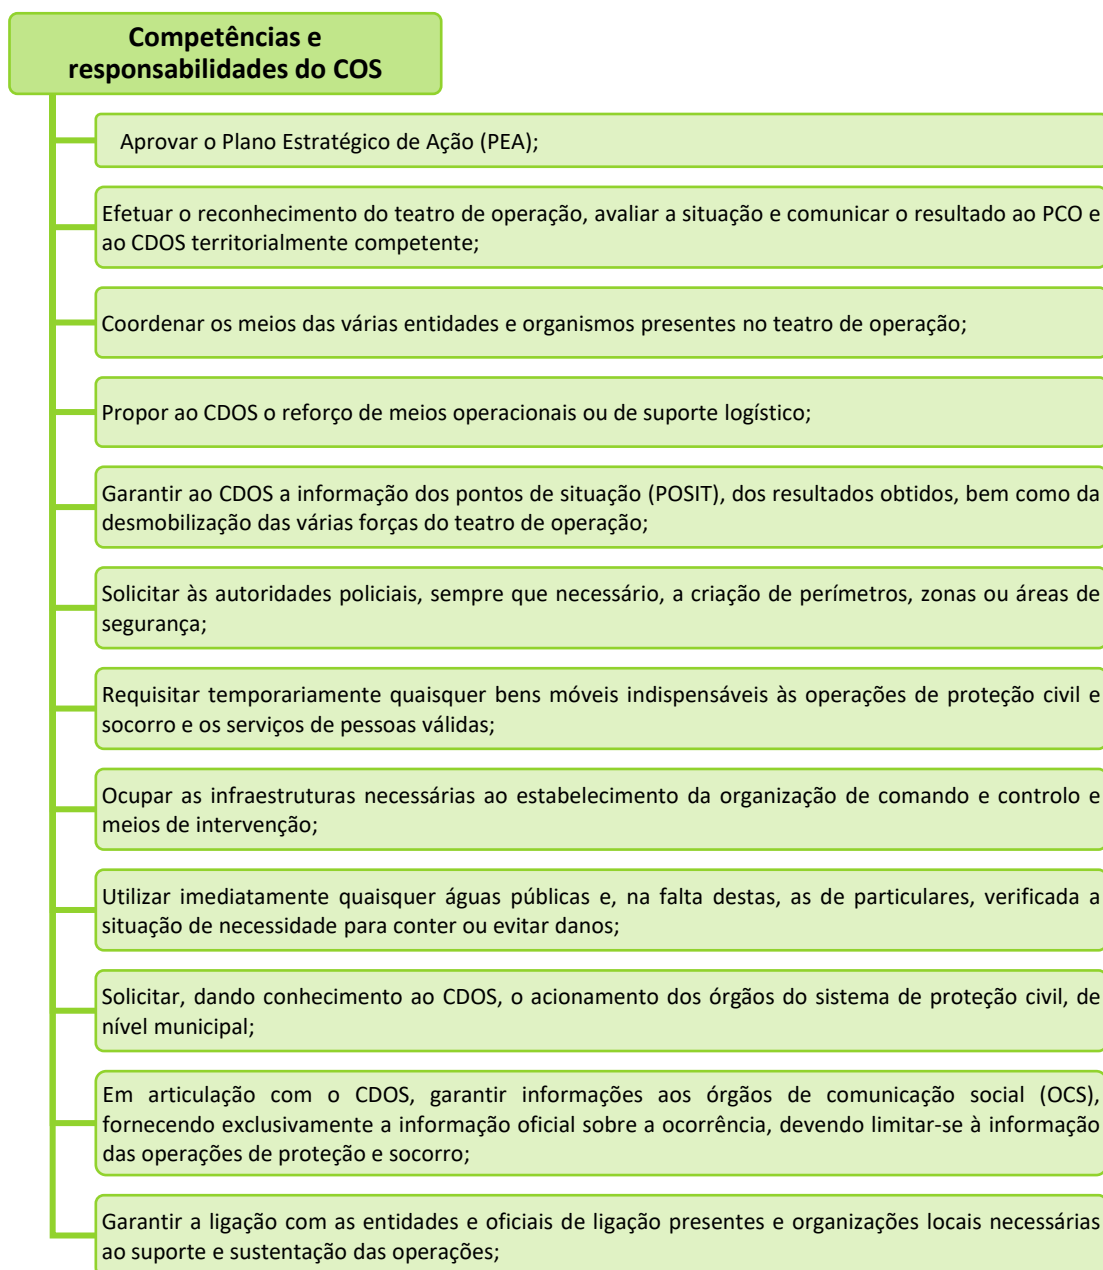 Competências e
responsabilidades do COS
Aprovar o Plano Estratégico de Ação (PEA);
Efetuar o reconhecimento do teatro de operação, avaliar a situação e comunicar o resultado ao PCO e
ao CDOS territorialmente competente;
Coordenar os meios das várias entidades e organismos presentes no teatro de operação;
Propor ao CDOS o reforço de meios operacionais ou de suporte logístico;
Garantir ao CDOS a informação dos pontos de situação (POSIT), dos resultados obtidos, bem como da
desmobilização das várias forças do teatro de operação;
Solicitar às autoridades policiais, sempre que necessário, a criação de perímetros, zonas ou áreas de
segurança;
Requisitar temporariamente quaisquer bens móveis indispensáveis às operações de proteção civil e
socorro e os serviços de pessoas válidas;
Ocupar as infraestruturas necessárias ao estabelecimento da organização de comando e controlo e
meios de intervenção;
Utilizar imediatamente quaisquer águas públicas e, na falta destas, as de particulares, verificada a
situação de necessidade para conter ou evitar danos;
Solicitar, dando conhecimento ao CDOS, o acionamento dos órgãos do sistema de proteção civil, de
nível municipal;
Em articulação com o CDOS, garantir informações aos órgãos de comunicação social (OCS),
fornecendo exclusivamente a informação oficial sobre a ocorrência, devendo limitar-se à informação
das operações de proteção e socorro;
Garantir a ligação com as entidades e oficiais de ligação presentes e organizações locais necessárias
ao suporte e sustentação das operações;